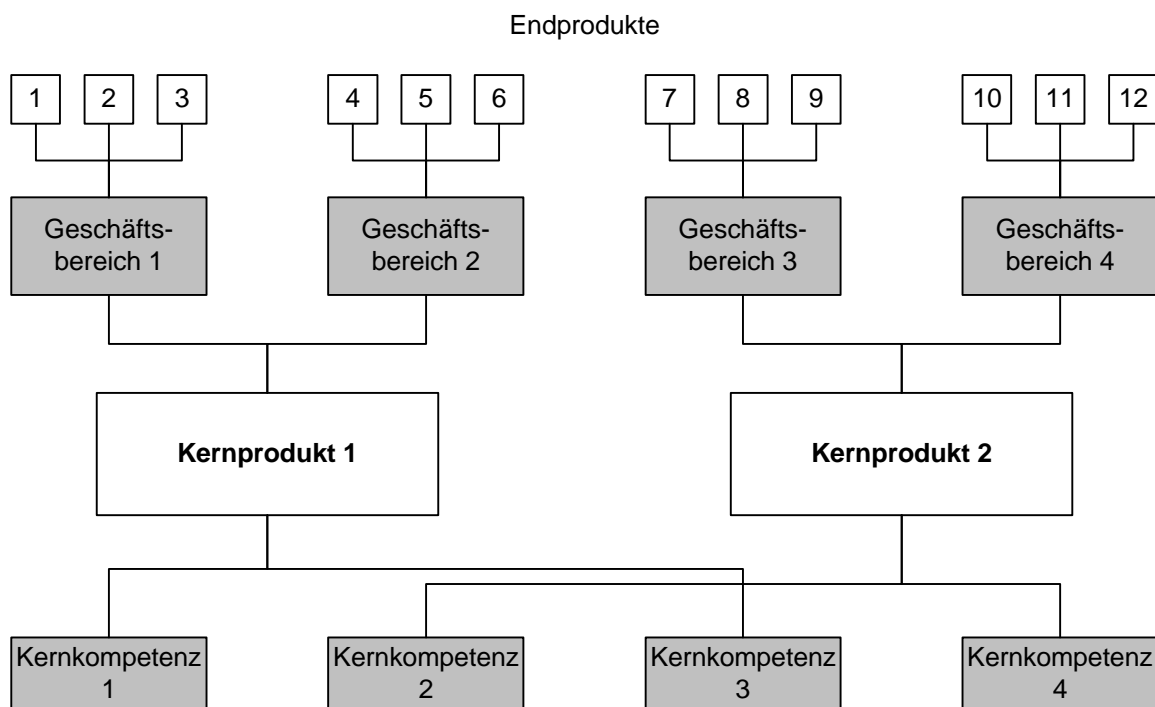 Endprodukte
1 2 3 4 5 6 7 8 9 10 11 12
Geschäfts-
bereich 1
Geschäfts-
bereich 2
Geschäfts-
bereich 3
Geschäfts-
bereich 4
Kernprodukt 1
Kernprodukt 2
Kernkompetenz
1
Kernkompetenz
2
Kernkompetenz
3
Kernkompetenz
4